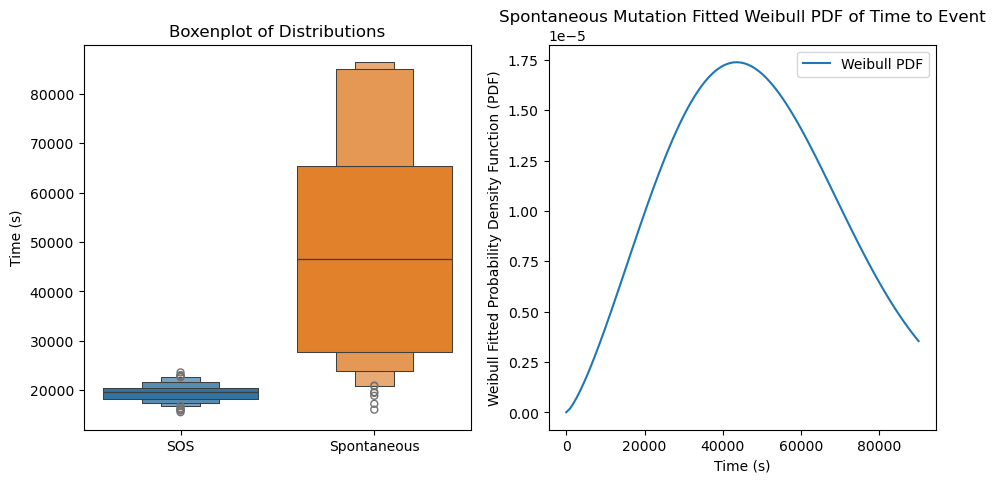 Boxenplot of Distributions
Time (s)
80000
70000
60000
50000
40000
30000
20000
SOS
Spontaneous
Spontaneous Mutation Fitted Weibull PDF of Time to Event
1e−5
Weibull PDF
Weibull Fitted Probability Density Function (PDF)
1.75
1.50
1.25
1.00
0.75
0.50
0.25
0.00
0
20000
40000
60000
80000
Time (s)